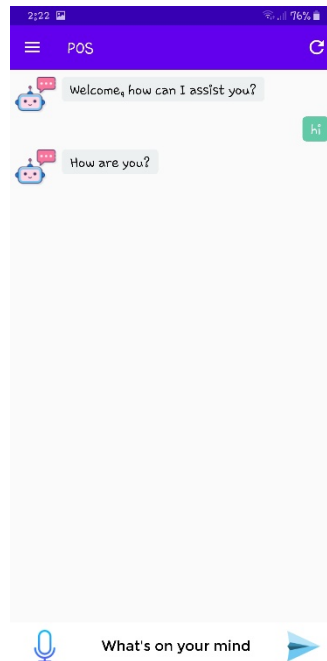 2:22 76%
POS
Welcome, how can I assist you?
hi
How are you?
What's on your mind